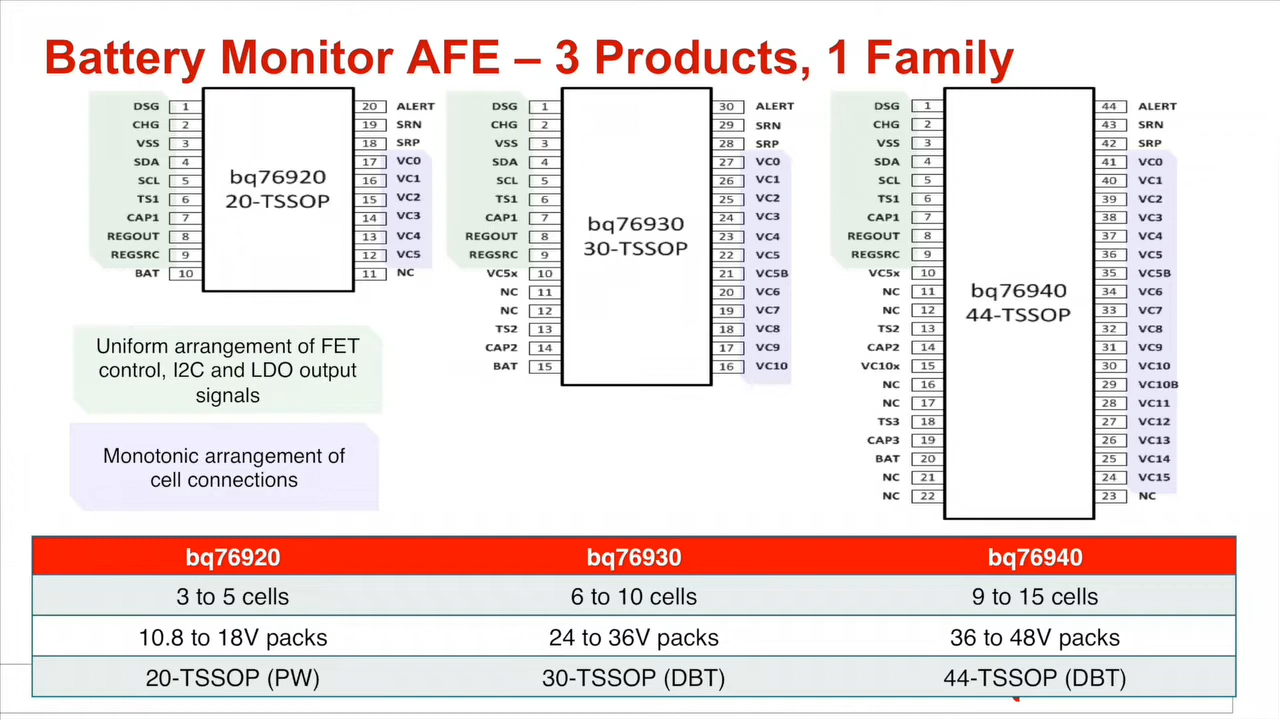 Battery Monitor AFE – 3 Products, 1 Family
DSG 1
CHG 2
VSS 3
SDA 4
SCL 5
TS1 6
CAP1 7
REGOUT 8
REGSRC 9
BAT 10
bq76920
20-TSSOP
20 ALERT
19 SRN
18 SRP
17 VC0
16 VC1
15 VC2
14 VC3
13 VC4
12 VC5
11 NC
DSG 1
CHG 2
VSS 3
SDA 4
SCL 5
TS1 6
CAP1 7
REGOUT 8
REGSRC 9
VC5x 10
NC 11
NC 12
TS2 13
CAP2 14
BAT 15
bq76930
30-TSSOP
30 ALERT
29 SRN
28 SRP
27 VC0
26 VC1
25 VC2
24 VC3
23 VC4
22 VC5
21 VC5B
20 VC6
19 VC7
18 VC8
17 VC9
16 VC10
DSG 1
CHG 2
VSS 3
SDA 4
SCL 5
TS1 6
CAP1 7
REGOUT 8
REGSRC 9
VC5x 10
NC 11
NC 12
TS2 13
CAP2 14
VC10x 15
NC 16
NC 17
TS3 18
CAP3 19
BAT 20
NC 21
NC 22
bq76940
44-TSSOP
44 ALERT
43 SRN
42 SRP
41 VC0
40 VC1
39 VC2
38 VC3
37 VC4
36 VC5
35 VC5B
34 VC6
33 VC7
32 VC8
31 VC9
30 VC10
29 VC10B
28 VC11
27 VC12
26 VC13
25 VC14
24 VC15
23 NC
Uniform arrangement of FET
control, I2C and LDO output
signals
Monotonic arrangement of
cell connections
bq76920 bq76930 bq76940
3 to 5 cells 6 to 10 cells 9 to 15 cells
10.8 to 18V packs 24 to 36V packs 36 to 48V packs
20-TSSOP (PW) 30-TSSOP (DBT) 44-TSSOP (DBT)